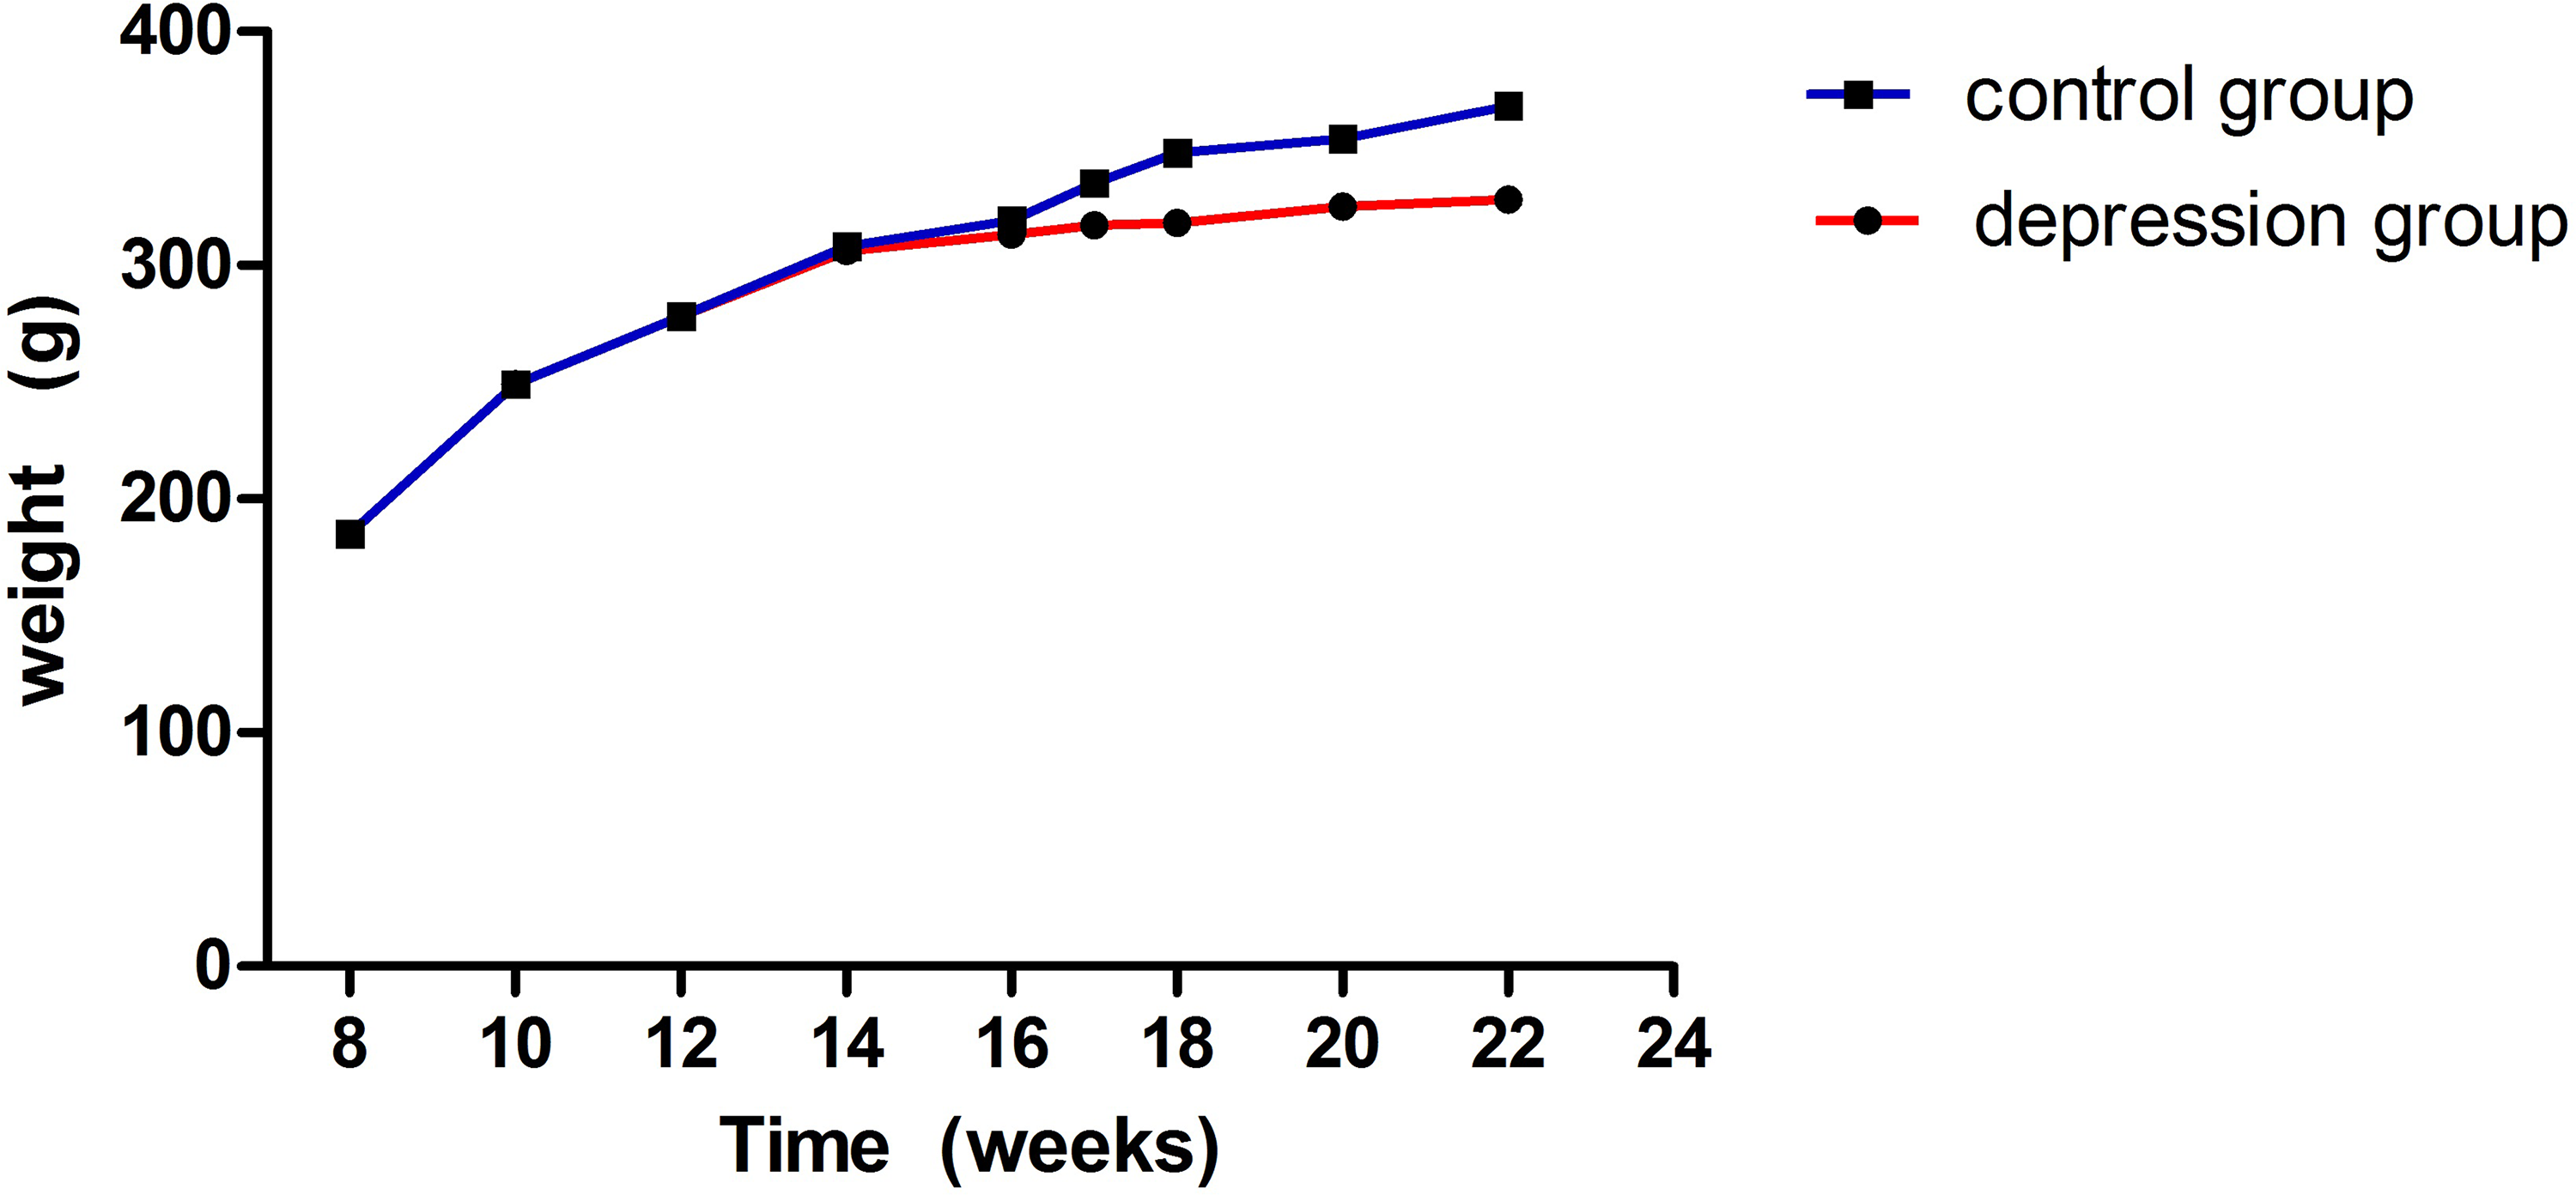 400
300
200
100
0
weight (g)
8 10 12 14 16 18 20 22 24
Time (weeks)
control group
depression group